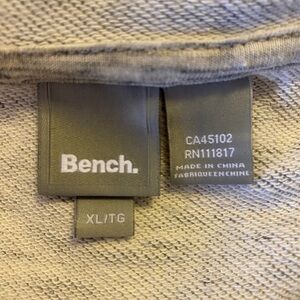 Bench.
XL/TG
CA45102
RN111817
MADE IN CHINA
FABRIQUE EN CHINE